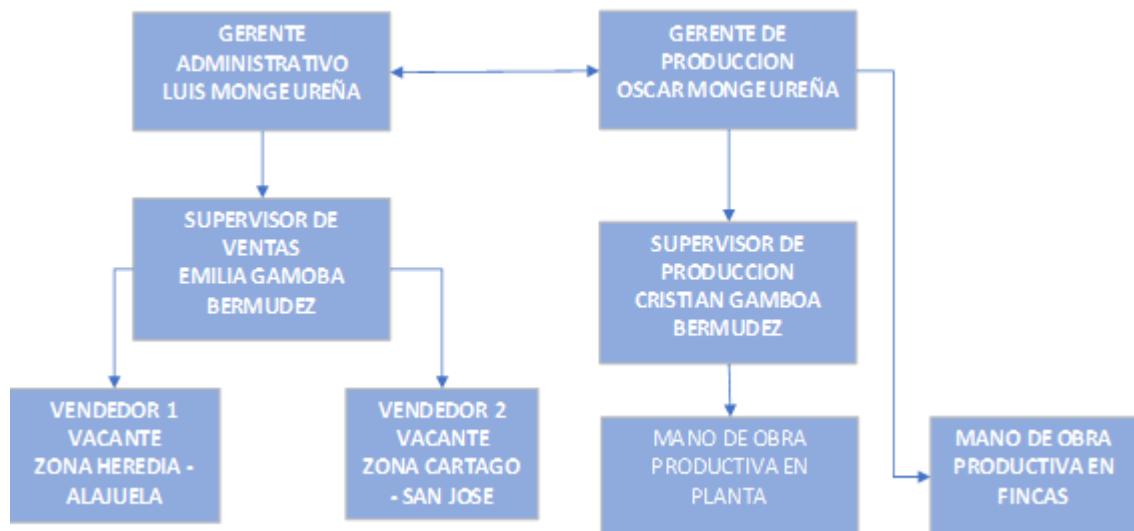 GERENTE
ADMINISTRATIVO
LUIS MONGE UREÑA
GERENTE DE
PRODUCCION
OSCAR MONGE UREÑA
SUPERVISOR DE
VENTAS
EMILIA GAMOBA
BERMUDEZ
SUPERVISOR DE
PRODUCCION
CRISTIAN GAMBOA
BERMUDEZ
VENDEDOR 1
VACANTE
ZONA HEREDIA -
ALAJUELA
VENDEDOR 2
VACANTE
ZONA CARTAGO
- SAN JOSE
MANO DE OBRA
PRODUCTIVA EN
PLANTA
MANO DE OBRA
PRODUCTIVA EN
FINCAS